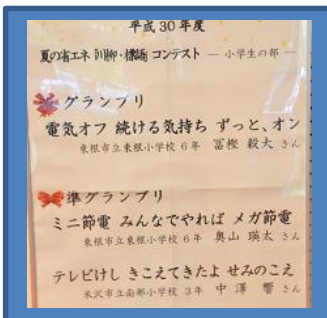 平成30年度
夏の省エネ 川柳・標語 コンテスト ― 小学生の部 ―
グランプリ
電気オフ 続ける気持ち ずっと、オン
東根市立東根小学校 6年 冨樫 毅大 さん
準グランプリ
ミニ節電 みんなでやれば メガ節電
東根市立東根小学校 6年 奥山 瑛太 さん
テレビけし きこえてきたよ せみのこえ
米沢市立南部小学校 3年 中澤 響 さん